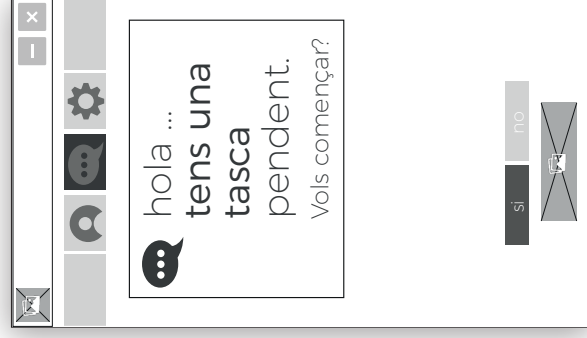 hola ...
tens una
tasca
pendent.
Vols començar?
si
no